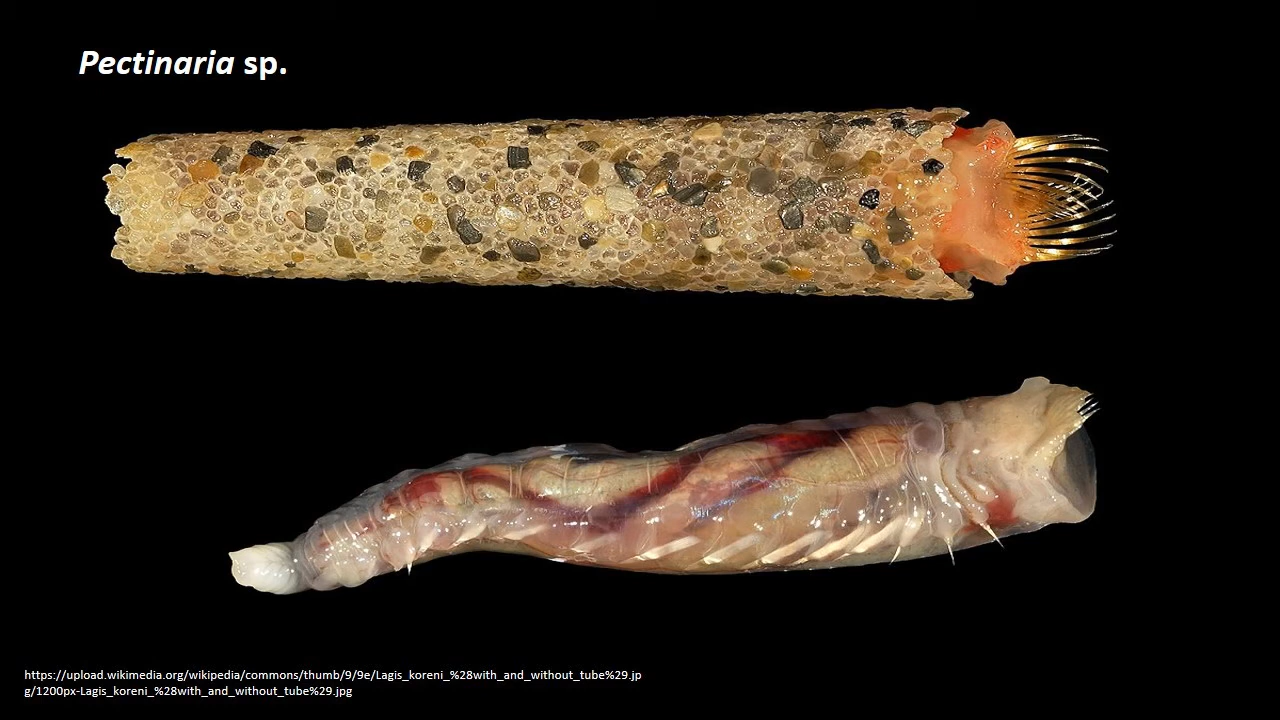 Pectinaria sp.
https://upload.wikimedia.org/wikipedia/commons/thumb/9/9e/Lagis_koreni_%28with_and_without_tube%29.jp
g/1200px-Lagis_koreni_%28with_and_without_tube%29.jpg